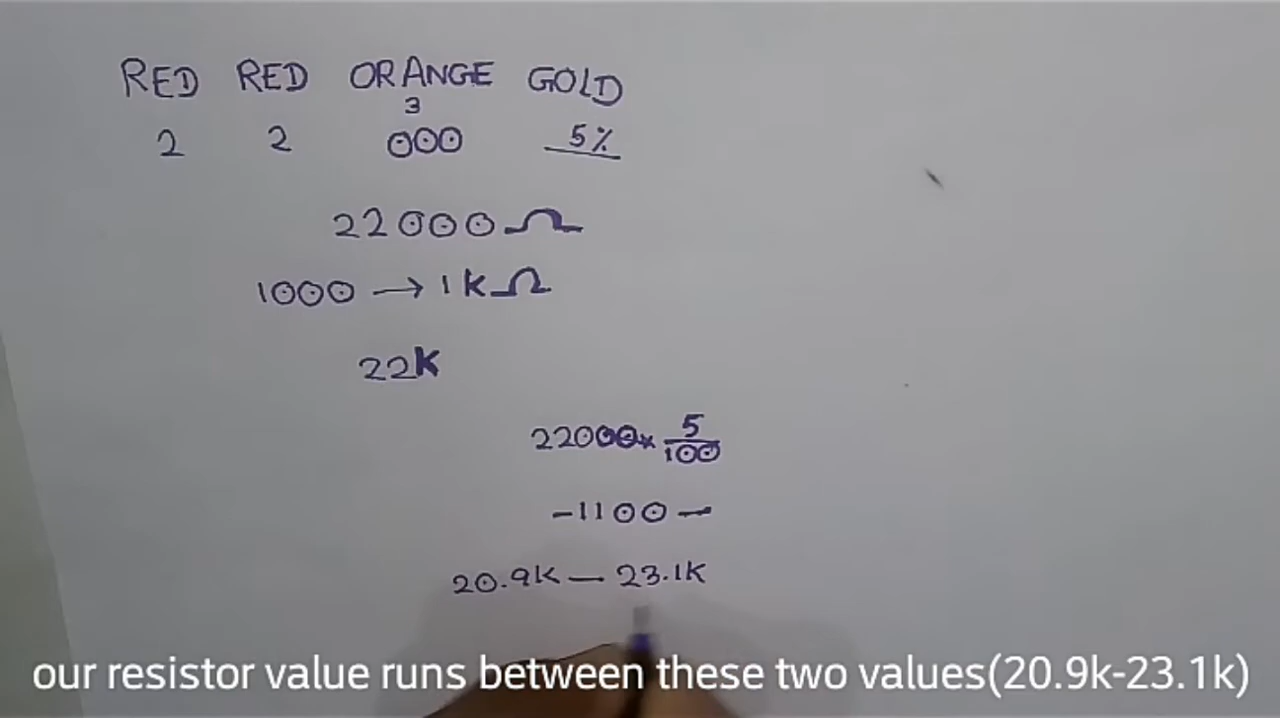 RED RED ORANGE GOLD
3
2 2 000 5%
22000Ω
1000 → 1kΩ
22k
22000× 5/100
-1100-
20.9K — 23.1K
our resistor value runs between these two values(20.9k-23.1k)